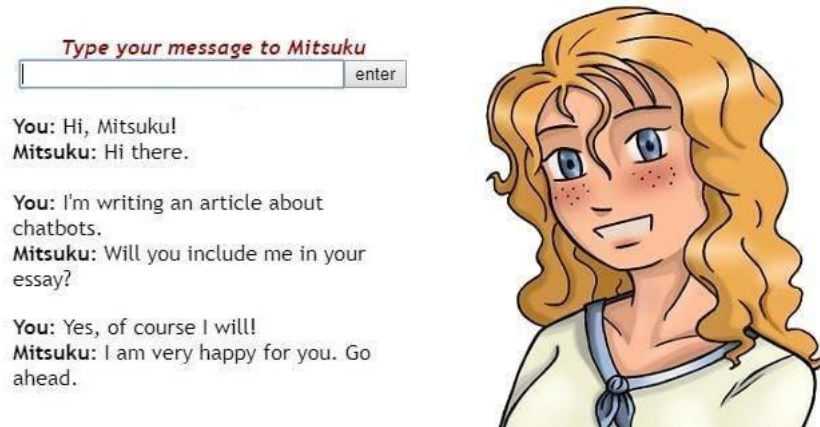 Type your message to Mitsuku
enter
You: Hi, Mitsuku!
Mitsuku: Hi there.
You: I'm writing an article about
chatbots.
Mitsuku: Will you include me in your
essay?
You: Yes, of course I will!
Mitsuku: I am very happy for you. Go
ahead.